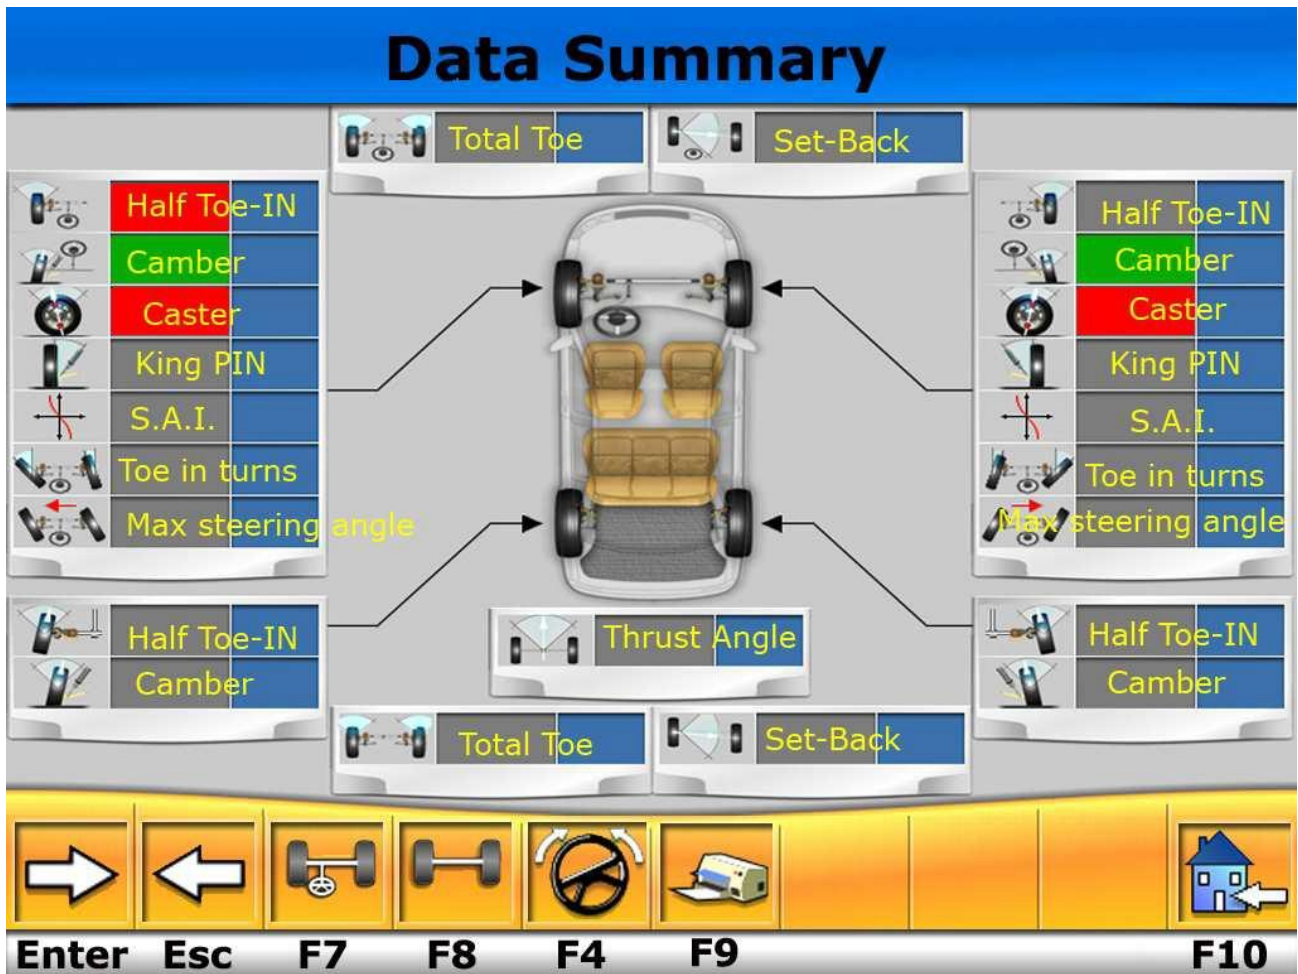 Data Summary
Total Toe
Set-Back
Half Toe-IN
Camber
Caster
King PIN
S.A.I.
Toe in turns
Max steering angle
Half Toe-IN
Camber
Caster
King PIN
S.A.I.
Toe in turns
Max steering angle
Half Toe-IN
Camber
Thrust Angle
Half Toe-IN
Camber
Total Toe
Set-Back
Enter Esc F7 F8 F4 F9 F10